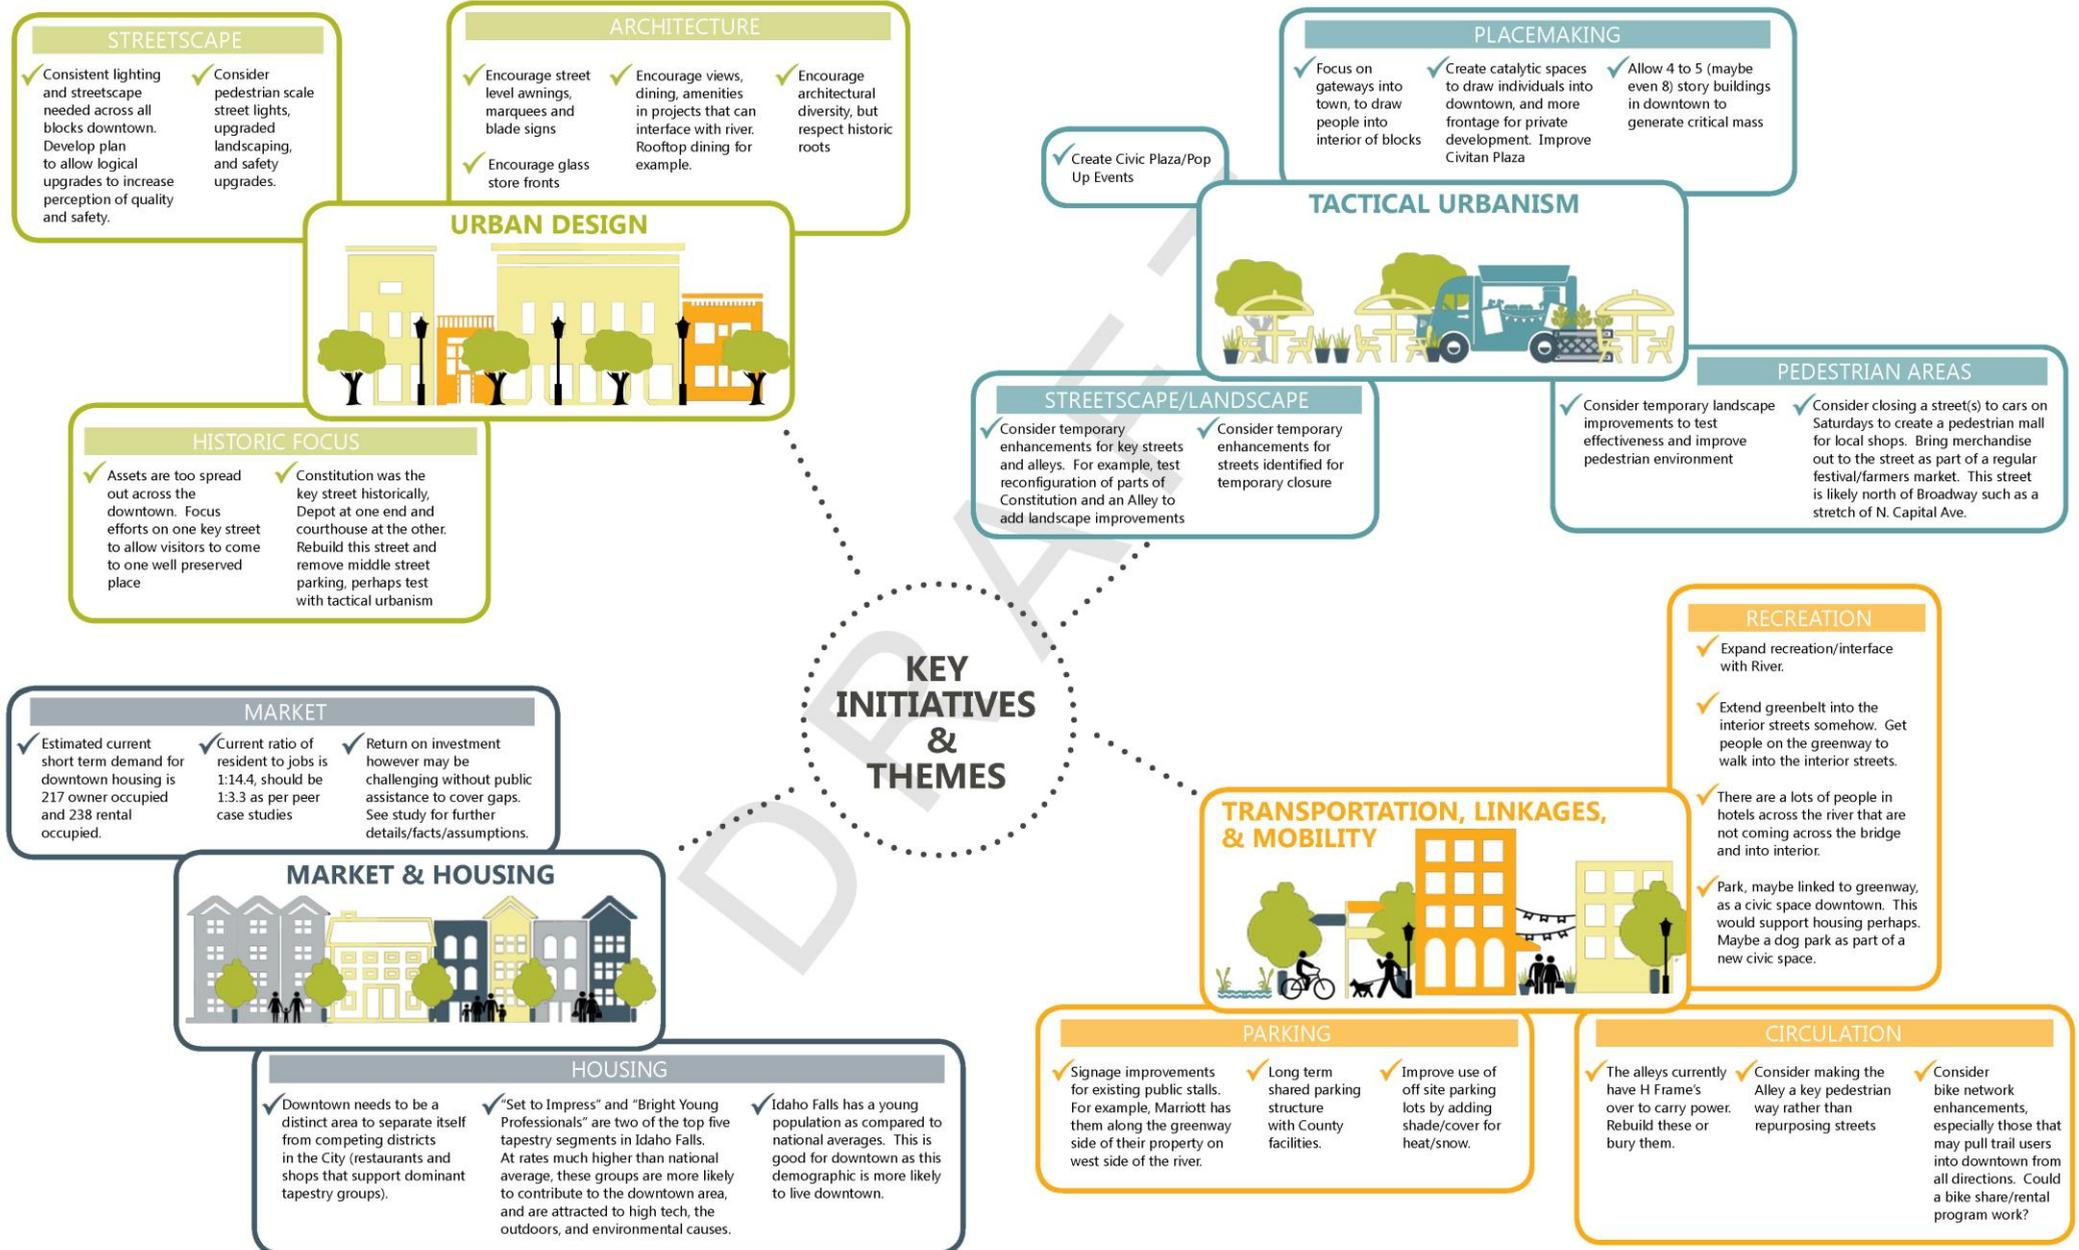 STREETSCAPE
Consistent lighting
and streetscape
needed across all
blocks downtown.
Develop plan
to allow logical
upgrades to increase
perception of quality
and safety.
Consider
pedestrian scale
street lights,
upgraded
landscaping,
and safety
upgrades.
ARCHITECTURE
Encourage street
level awnings,
marquees and
blade signs
Encourage glass
store fronts
Encourage views,
dining, amenities
in projects that can
interface with river.
Rooftop dining for
example.
Encourage
architectural
diversity, but
respect historic
roots
URBAN DESIGN
HISTORIC FOCUS
Assets are too spread
out across the
downtown. Focus
efforts on one key street
to allow visitors to come
to one well preserved
place
Constitution was the
key street historically,
Depot at one end and
courthouse at the other.
Rebuild this street and
remove middle street
parking, perhaps test
with tactical urbanism
PLACEMAKING
Focus on
gateways into
town, to draw
people into
interior of blocks
Create catalytic spaces
to draw individuals into
downtown, and more
frontage for private
development. Improve
Civitan Plaza
Allow 4 to 5 (maybe
even 8) story buildings
in downtown to
generate critical mass
Create Civic Plaza/Pop
Up Events
TACTICAL URBANISM
STREETSCAPE/LANDSCAPE
Consider temporary
enhancements for key streets
and alleys. For example, test
reconfiguration of parts of
Constitution and an Alley to
add landscape improvements
Consider temporary
enhancements for
streets identified for
temporary closure
PEDESTRIAN AREAS
Consider temporary landscape
improvements to test
effectiveness and improve
pedestrian environment
Consider closing a street(s) to cars on
Saturdays to create a pedestrian mall
for local shops. Bring merchandise
out to the street as part of a regular
festival/farmers market. This street
is likely north of Broadway such as a
stretch of N. Capital Ave.
DRAFT
KEY
INITIATIVES
&
THEMES
MARKET
Estimated current
short term demand for
downtown housing is
217 owner occupied
and 238 rental
occupied.
Current ratio of
resident to jobs is
1:14.4, should be
1:3.3 as per peer
case studies
Return on investment
however may be
challenging without public
assistance to cover gaps.
See study for further
details/facts/assumptions.
MARKET & HOUSING
HOUSING
Downtown needs to be a
distinct area to separate itself
from competing districts
in the City (restaurants and
shops that support dominant
tapestry groups).
"Set to Impress" and "Bright Young
Professionals" are two of the top five
tapestry segments in Idaho Falls.
At rates much higher than national
average, these groups are more likely
to contribute to the downtown area,
and are attracted to high tech, the
outdoors, and environmental causes.
Idaho Falls has a young
population as compared to
national averages. This is
good for downtown as this
demographic is more likely
to live downtown.
RECREATION
Expand recreation/interface
with River.
Extend greenbelt into the
interior streets somehow. Get
people on the greenway to
walk into the interior streets.
There are a lots of people in
hotels across the river that are
not coming across the bridge
and into interior.
Park, maybe linked to greenway,
as a civic space downtown. This
would support housing perhaps.
Maybe a dog park as part of a
new civic space.
TRANSPORTATION, LINKAGES,
& MOBILITY
PARKING
Signage improvements
for existing public stalls.
For example, Marriott has
them along the greenway
side of their property on
west side of the river.
Long term
shared parking
structure
with County
facilities.
Improve use of
off site parking
lots by adding
shade/cover for
heat/snow.
CIRCULATION
The alleys currently
have H Frame's
over to carry power.
Rebuild these or
bury them.
Consider making the
Alley a key pedestrian
way rather than
repurposing streets
Consider
bike network
enhancements,
especially those that
may pull trail users
into downtown from
all directions. Could
a bike share/rental
program work?